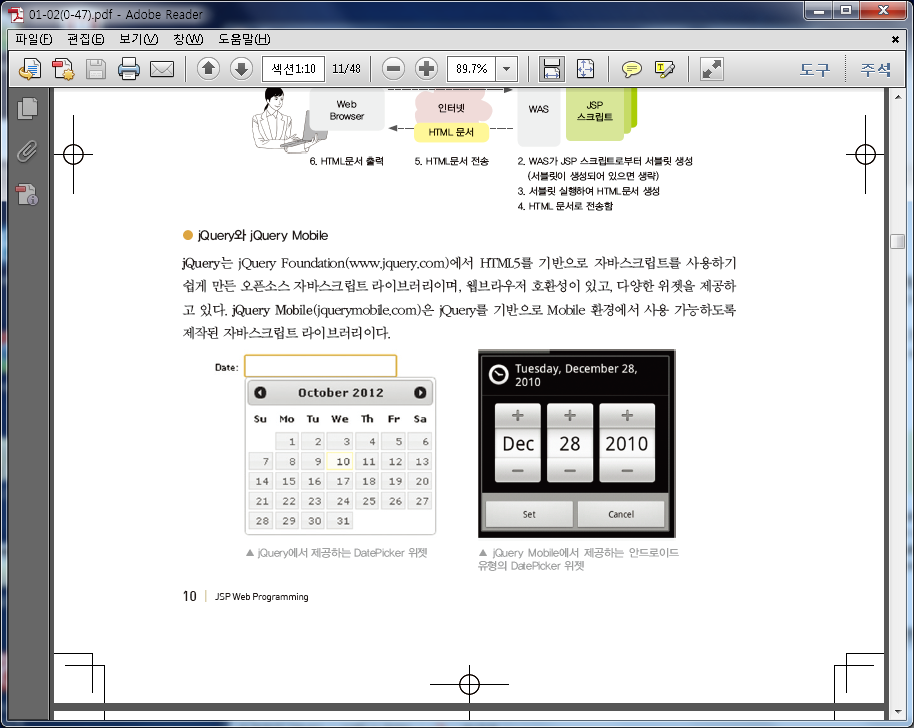 01-02(0-47).pdf - Adobe Reader
파일(F) 편집(E) 보기(V) 창(W) 도움말(H)
섹션1:10 11/48 89.7% 도구 주석
Web
Browser
인터넷
HTML 문서
WAS
JSP
스크립트
6. HTML문서 출력
5. HTML문서 전송
2. WAS가 JSP 스크립트로부터 서블릿 생성
(서블릿이 생성되어 있으면 생략)
3. 서블릿 실행하여 HTML문서 생성
4. HTML 문서로 전송함
● jQuery와 jQuery Mobile
jQuery는 jQuery Foundation(www.jquery.com)에서 HTML5를 기반으로 자바스크립트를 사용하기
쉽게 만든 오픈소스 자바스크립트 라이브러리이며, 웹브라우저 호환성이 있고, 다양한 위젯을 제공하
고 있다. jQuery Mobile(jquerymobile.com)은 jQuery를 기반으로 Mobile 환경에서 사용 가능하도록
제작된 자바스크립트 라이브러리이다.
Date:
October 2012
Su Mo Tu We Th Fr Sa
1 2 3 4 5 6
7 8 9 10 11 12 13
14 15 16 17 18 19 20
21 22 23 24 25 26 27
28 29 30 31
▲ jQuery에서 제공하는 DatePicker 위젯
Tuesday, December 28,
2010
+ + +
Dec 28 2010
- - -
Set Cancel
▲ jQuery Mobile에서 제공하는 안드로이드
유형의 DatePicker 위젯
10 | JSP Web Programming